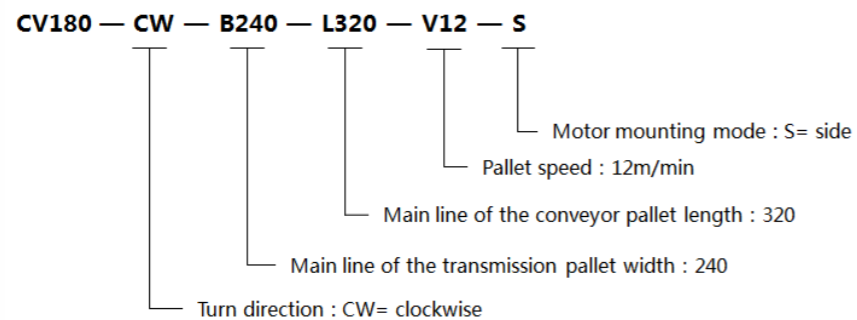 CV180 — CW — B240 — L320 — V12 — S
Motor mounting mode : S= side
Pallet speed : 12m/min
Main line of the conveyor pallet length : 320
Main line of the transmission pallet width : 240
Turn direction : CW= clockwise